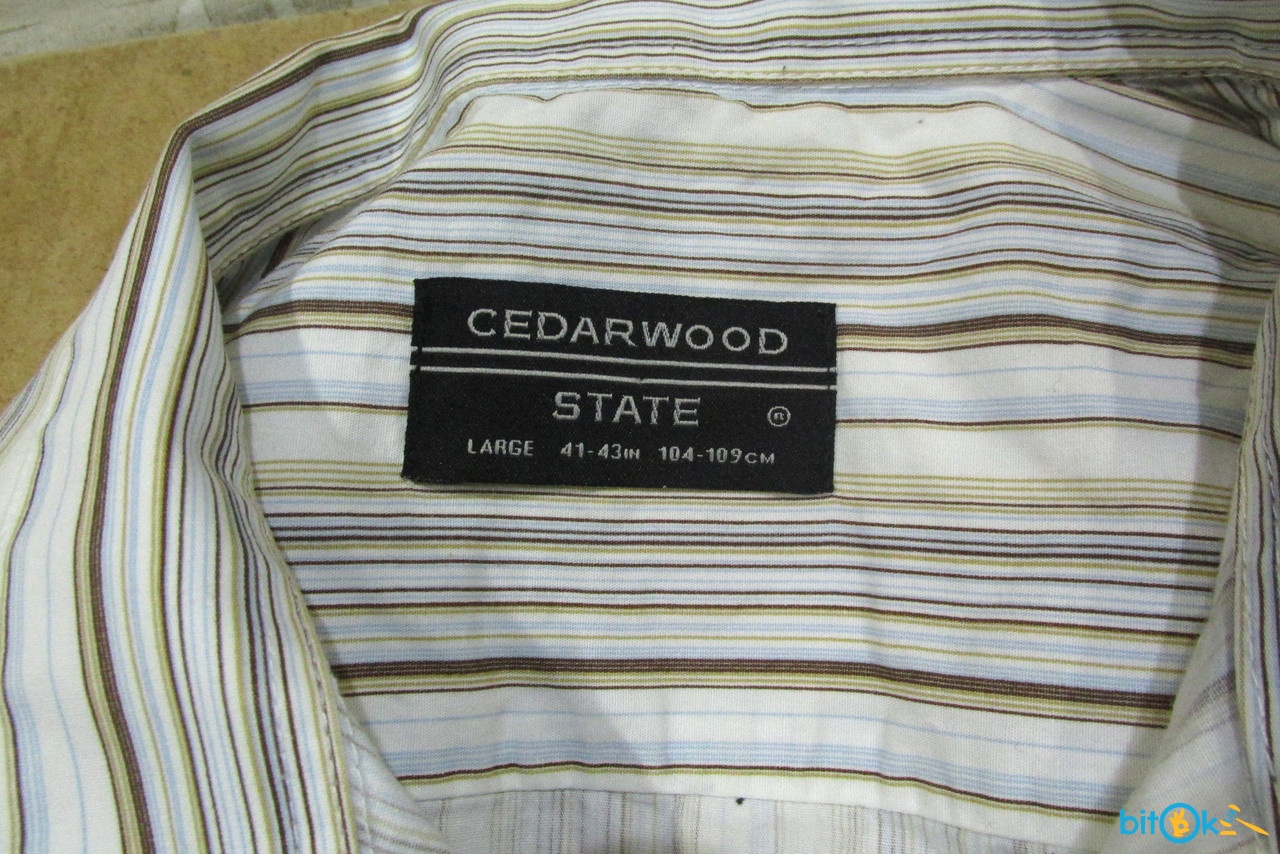 CEDARWOOD
STATE ®
LARGE 41-43IN 104-109CM
bitOk